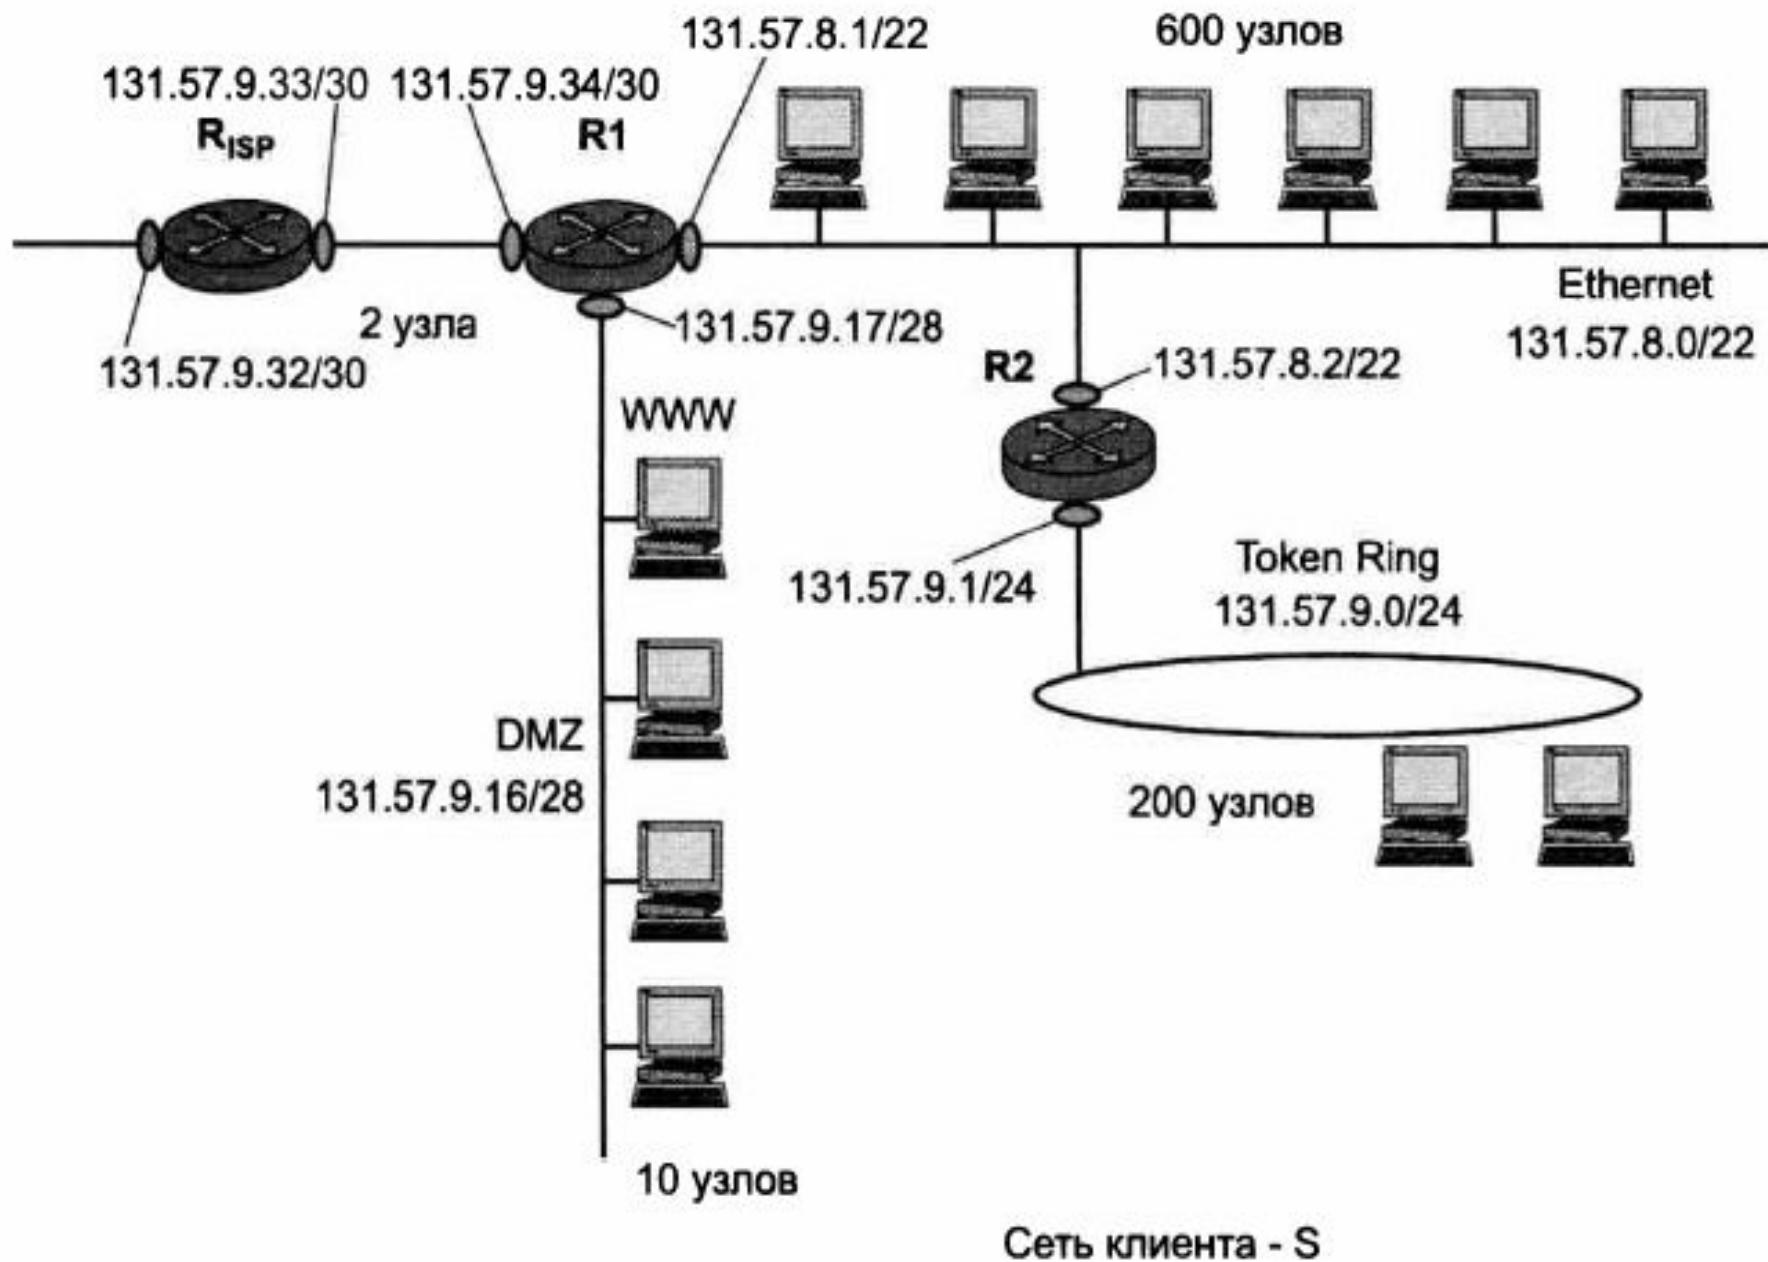 131.57.8.1/22
600 узлов
131.57.9.33/30
131.57.9.34/30
R_ISP
R1
Ethernet
131.57.8.0/22
2 узла
131.57.9.17/28
131.57.9.32/30
R2
131.57.8.2/22
WWW
Token Ring
131.57.9.0/24
131.57.9.1/24
DMZ
131.57.9.16/28
200 узлов
10 узлов
Сеть клиента - S